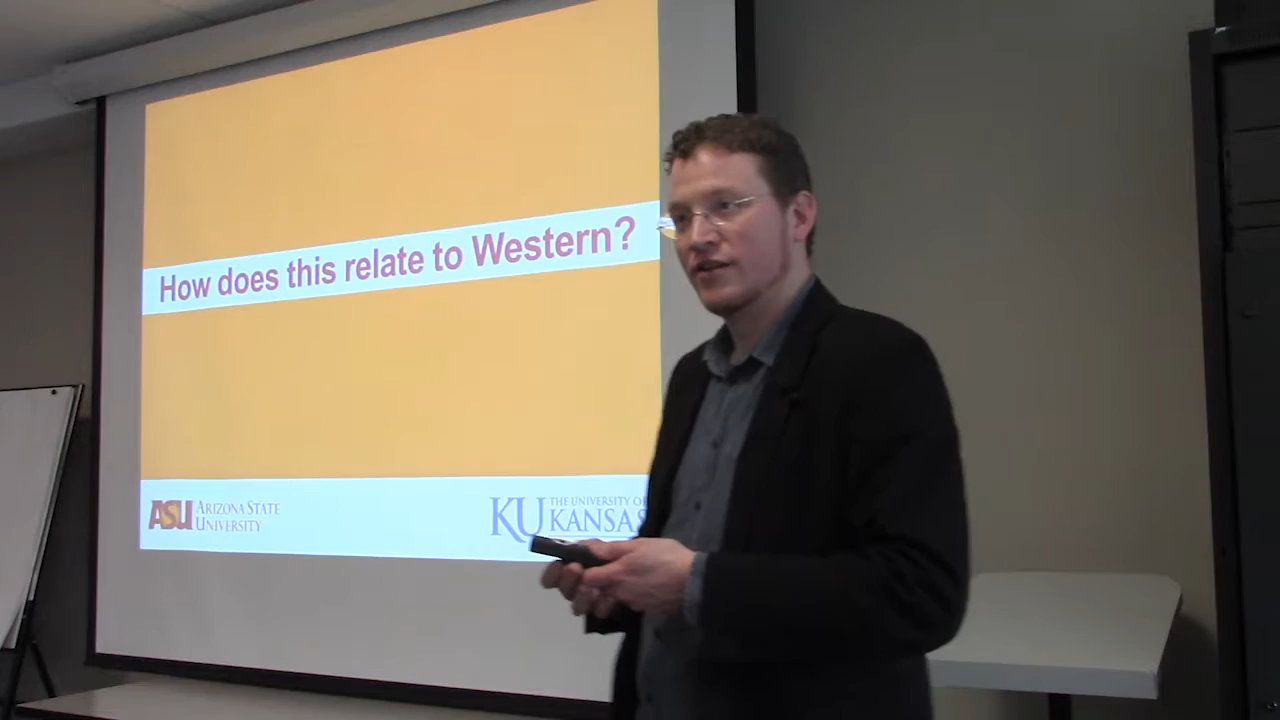 How does this relate to Western?
ASU ARIZONA STATE
UNIVERSITY
KU THE UNIVERSITY OF
KANSAS